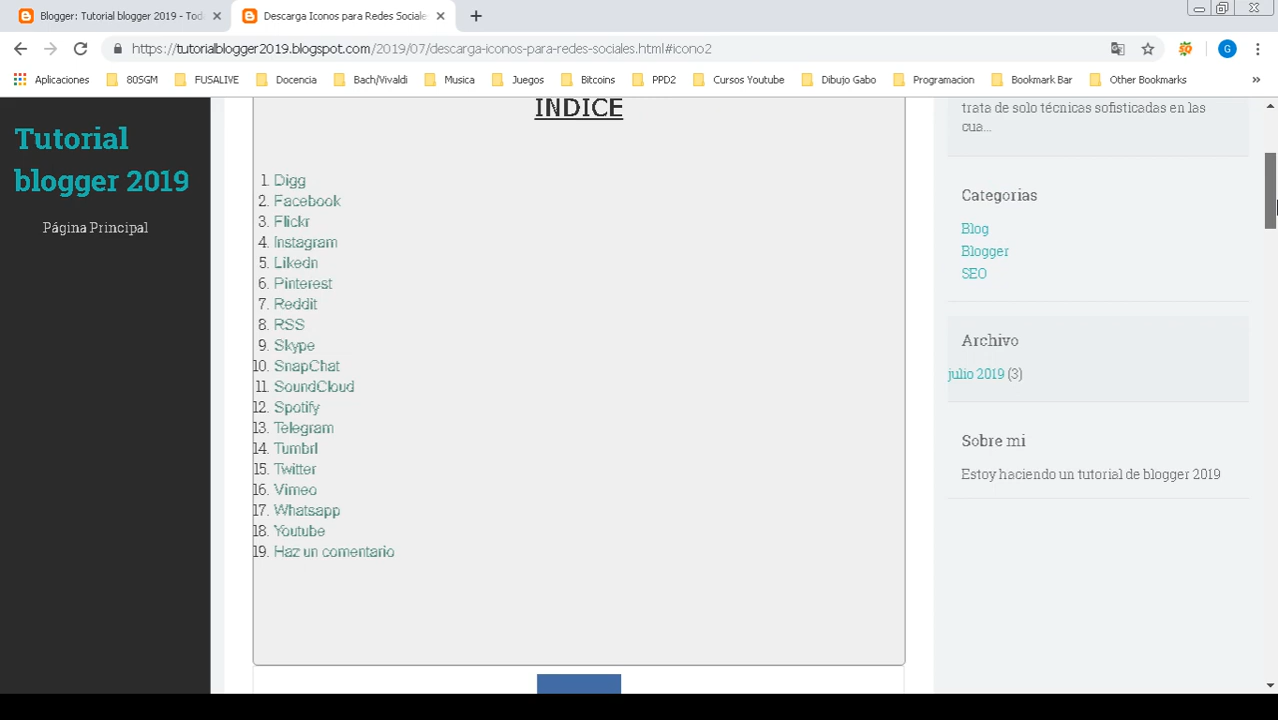 Blogger: Tutorial blogger 2019 - Tod
Descarga Iconos para Redes Sociale
https://tutorialblogger2019.blogspot.com/2019/07/descarga-iconos-para-redes-sociales.html#icono2
G
Aplicaciones
80SGM
FUSALIVE
Docencia
Bach/Vivaldi
Musica
Juegos
Bitcoins
PPD2
Cursos Youtube
Dibujo Gabo
Programacion
Bookmark Bar
Other Bookmarks
»
Tutorial
blogger 2019
Página Principal
INDICE
1. Digg
2. Facebook
3. Flickr
4. Instagram
5. Likedn
6. Pinterest
7. Reddit
8. RSS
9. Skype
10. SnapChat
11. SoundCloud
12. Spotify
13. Telegram
14. Tumbrl
15. Twitter
16. Vimeo
17. Whatsapp
18. Youtube
19. Haz un comentario
trata de solo técnicas sofisticadas en las
cua...
Categorias
Blog
Blogger
SEO
Archivo
julio 2019 (3)
Sobre mi
Estoy haciendo un tutorial de blogger 2019